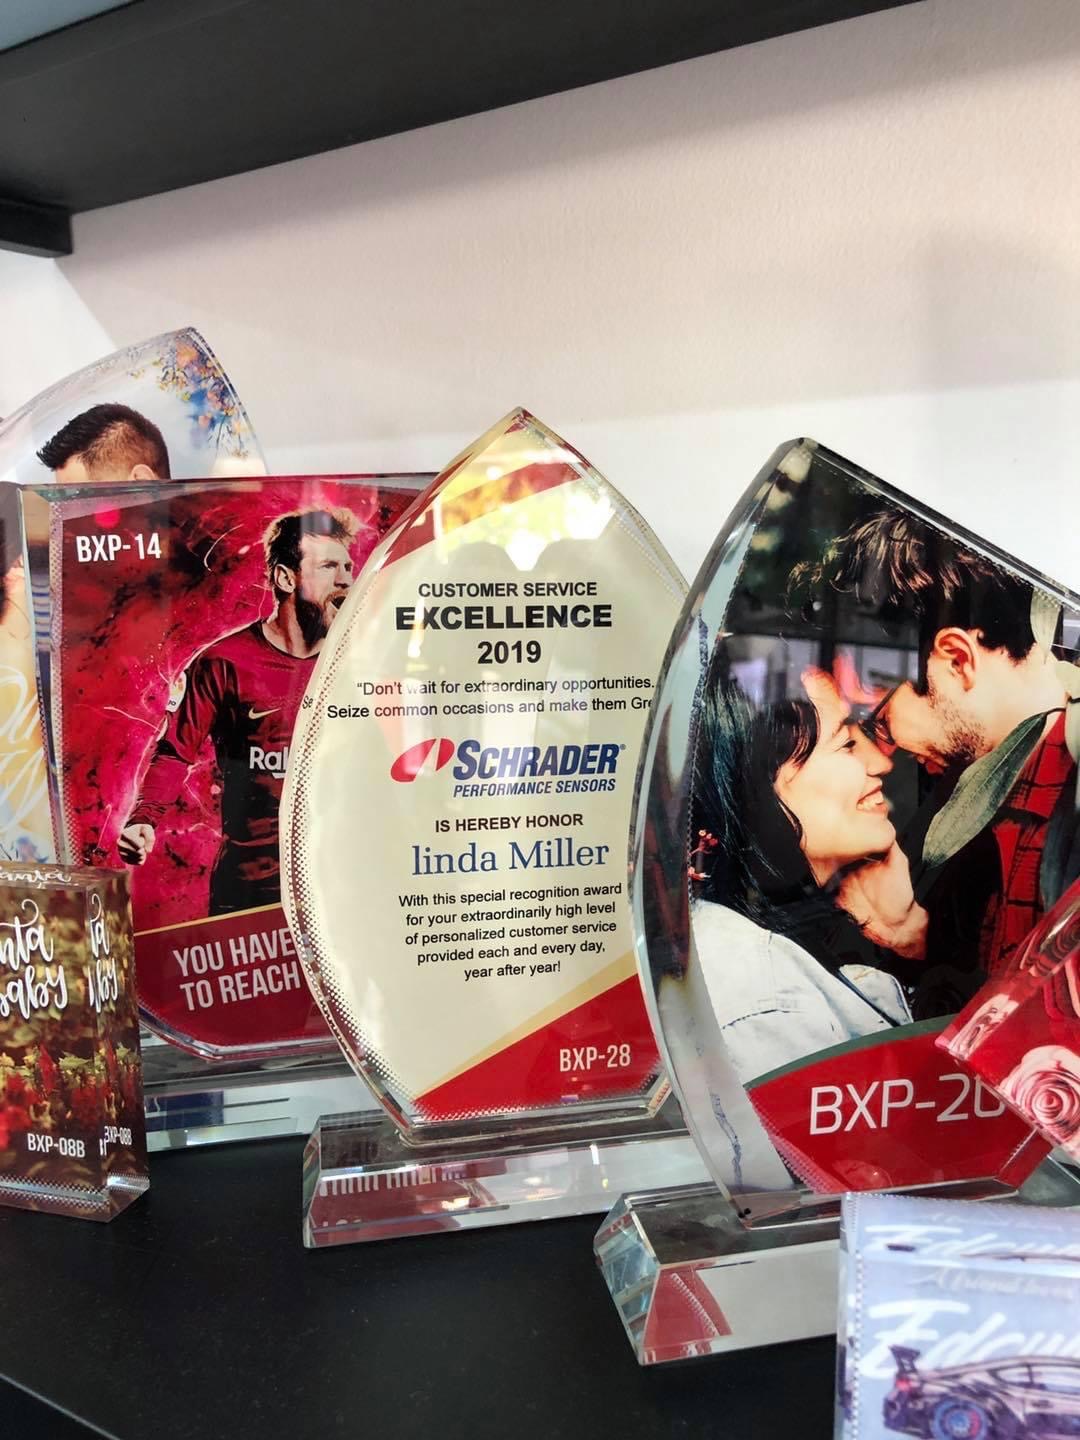 BXP-14
YOU HAVE
TO REACH
CUSTOMER SERVICE
EXCELLENCE
2019
"Don't wait for extraordinary opportunities.
Seize common occasions and make them
SCHRADER®
PERFORMANCE SENSORS
IS HEREBY HONOR
linda Miller
With this special recognition award
for your extraordinarily high level
of personalized customer service
provided each and every day,
year after year!
BXP-28
BXP-20
BXP-08B
BXP-08B